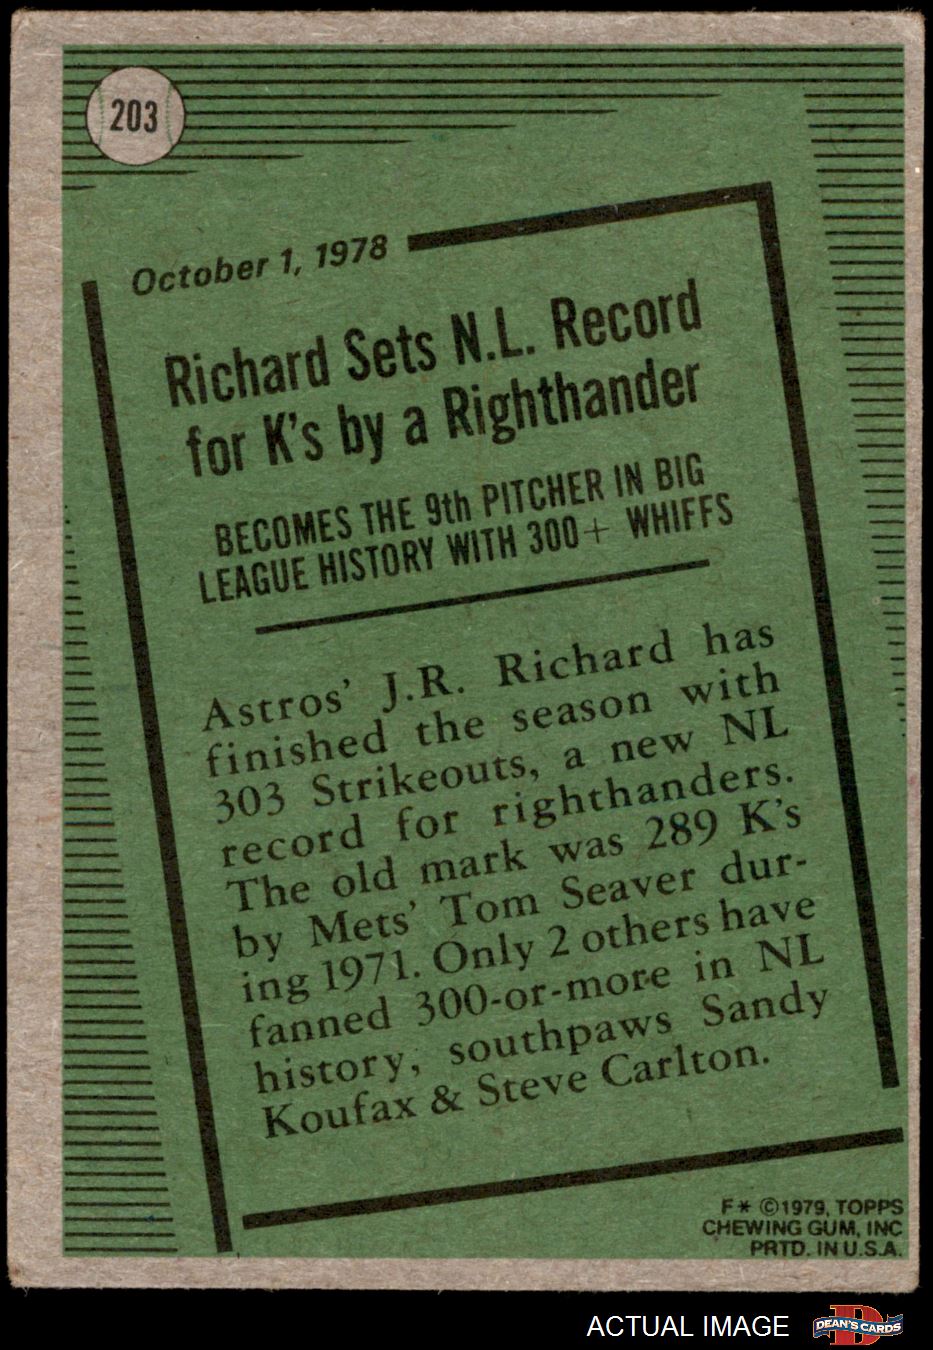 203
October 1, 1978
Richard Sets N.L. Record
for K's by a Righthander
BECOMES THE 9th PITCHER IN BIG
LEAGUE HISTORY WITH 300+ WHIFFS
Astros' J.R. Richard has
finished the season with
303 Strikeouts, a new NL
record for righthanders.
The old mark was 289 K's
by Mets' Tom Seaver dur-
ing 1971. Only 2 others have
fanned 300-or-more in NL
history, southpaws Sandy
Koufax & Steve Carlton.
F* ©1979, TOPPS
CHEWING GUM, INC
PRTD. IN U.S.A.
ACTUAL IMAGE
DEAN'S CARDS